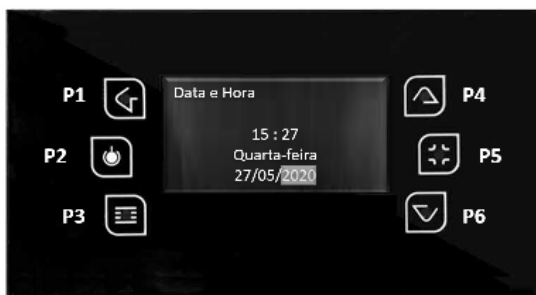 P1
Data e Hora
P4
15 : 27
P2
Quarta-feira
P5
27/05/2020
P3
P6